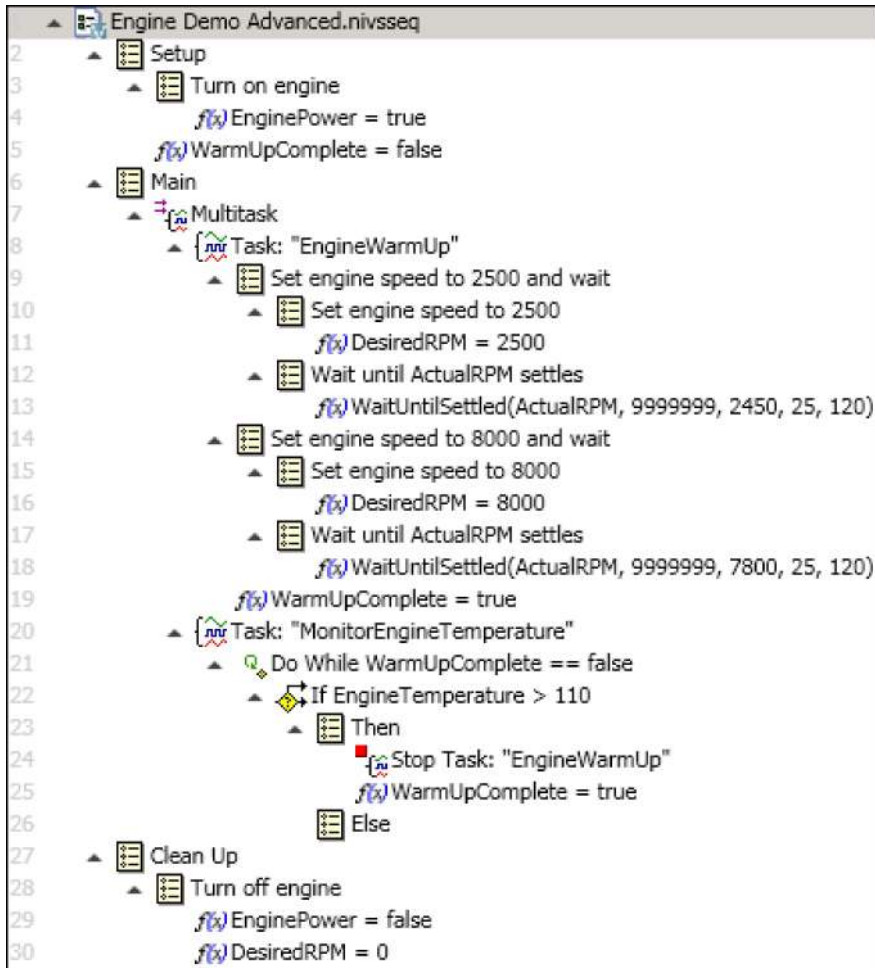 Engine Demo Advanced.nivsseq
2 Setup
3 Turn on engine
4 f(x) EnginePower = true
5 f(x) WarmUpComplete = false
6 Main
7 Multitask
8 Task: "EngineWarmUp"
9 Set engine speed to 2500 and wait
10 Set engine speed to 2500
11 f(x) DesiredRPM = 2500
12 Wait until ActualRPM settles
13 f(x) WaitUntilSettled(ActualRPM, 9999999, 2450, 25, 120)
14 Set engine speed to 8000 and wait
15 Set engine speed to 8000
16 f(x) DesiredRPM = 8000
17 Wait until ActualRPM settles
18 f(x) WaitUntilSettled(ActualRPM, 9999999, 7800, 25, 120)
19 f(x) WarmUpComplete = true
20 Task: "MonitorEngineTemperature"
21 Do While WarmUpComplete == false
22 If EngineTemperature > 110
23 Then
24 Stop Task: "EngineWarmUp"
25 f(x) WarmUpComplete = true
26 Else
27 Clean Up
28 Turn off engine
29 f(x) EnginePower = false
30 f(x) DesiredRPM = 0